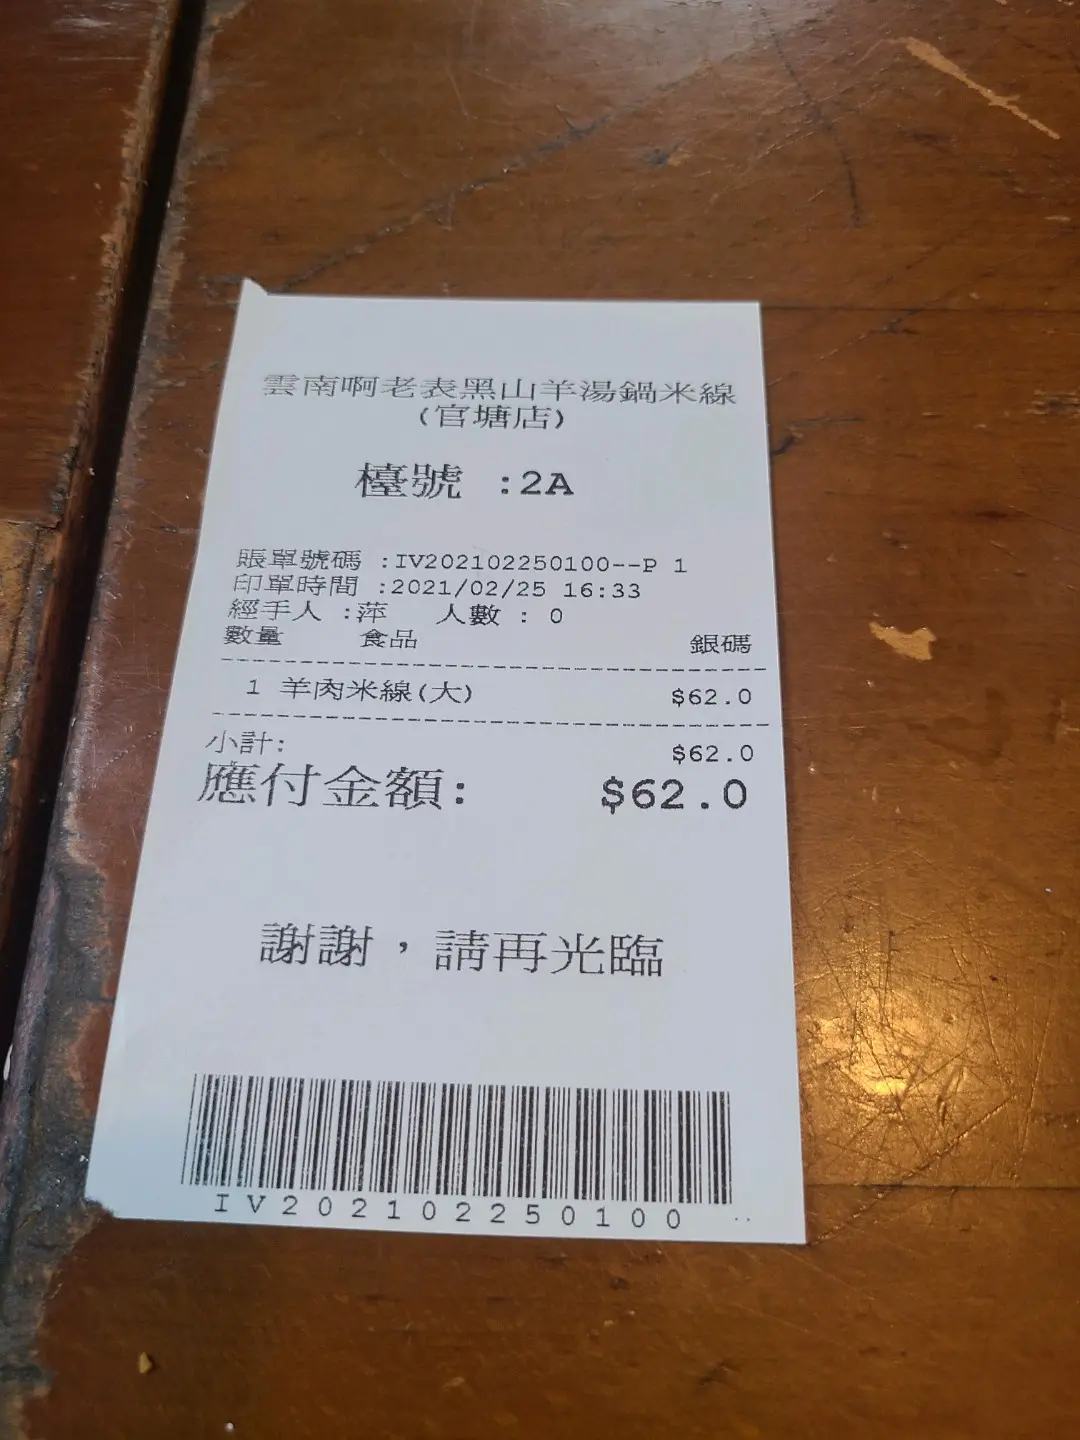 雲南啊老表黑山羊湯鍋米線
(官塘店)
檯號 :2A
賬單號碼 :IV202102250100--P 1
印單時間 :2021/02/25 16:33
經手人 :萍 人數 : 0
數量 食品 銀碼
1 羊肉米線(大) $62.0
小計: $62.0
應付金額: $62.0
謝謝，請再光臨
IV202102250100